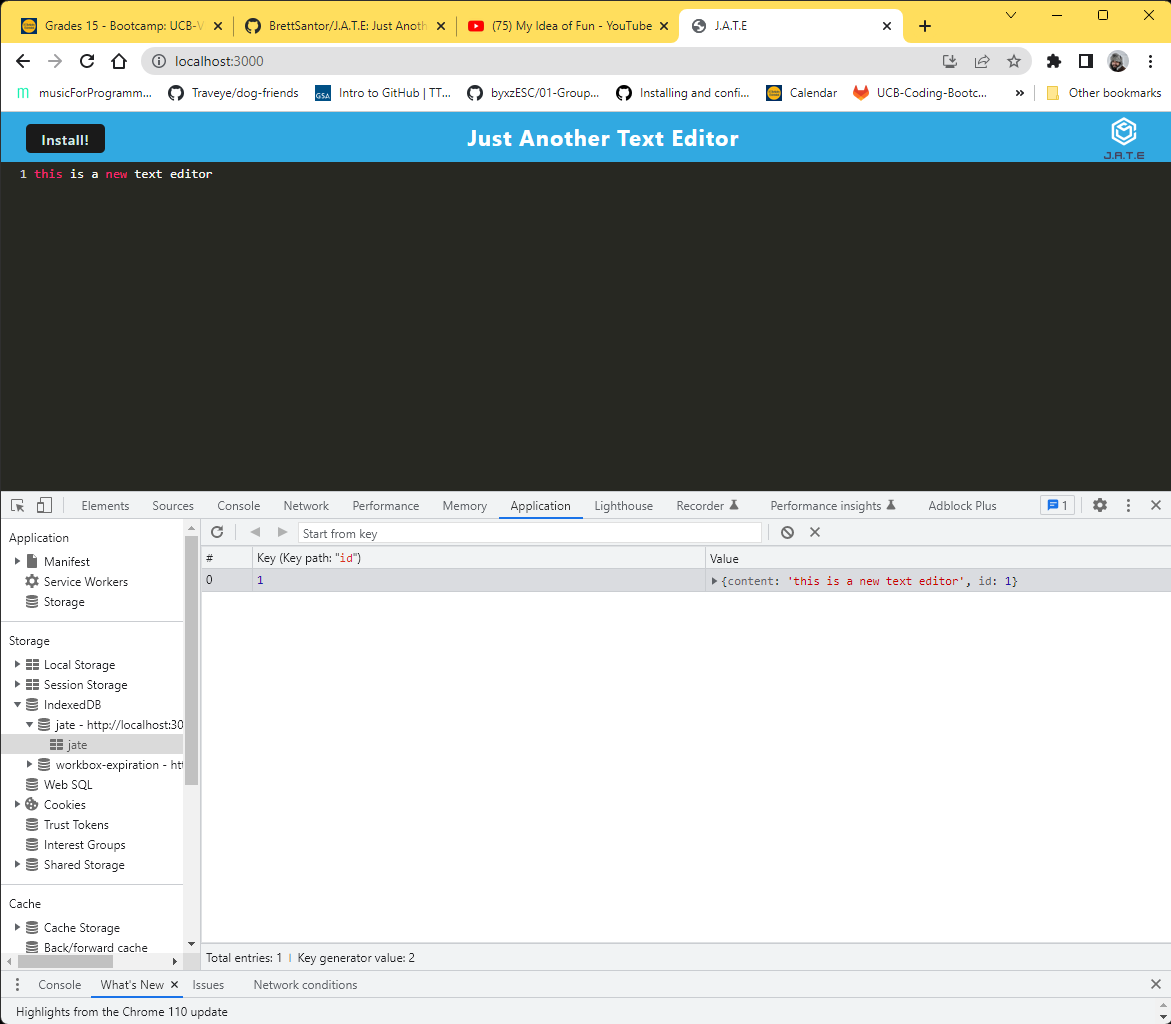 Grades 15 - Bootcamp: UCB-V
BrettSantor/J.A.T.E: Just Anoth
(75) My Idea of Fun - YouTube
J.A.T.E
localhost:3000
musicForProgramm...
Traveye/dog-friends
GSA
Intro to GitHub | TT...
byxzESC/01-Group...
Installing and confi...
Calendar
UCB-Coding-Bootc...
»
Other bookmarks
Install!
Just Another Text Editor
J.A.T.E
1 this is a new text editor
Elements
Sources
Console
Network
Performance
Memory
Application
Lighthouse
Recorder
Performance insights
Adblock Plus
1
Application
Manifest
Service Workers
Storage
Storage
Local Storage
Session Storage
IndexedDB
jate - http://localhost:30
jate
workbox-expiration - htt
Web SQL
Cookies
Trust Tokens
Interest Groups
Shared Storage
Cache
Cache Storage
Back/forward cache
Start from key
# Key (Key path: "id") Value
0 1 {content: 'this is a new text editor', id: 1}
Total entries: 1 Key generator value: 2
Console
What's New
Issues
Network conditions
Highlights from the Chrome 110 update